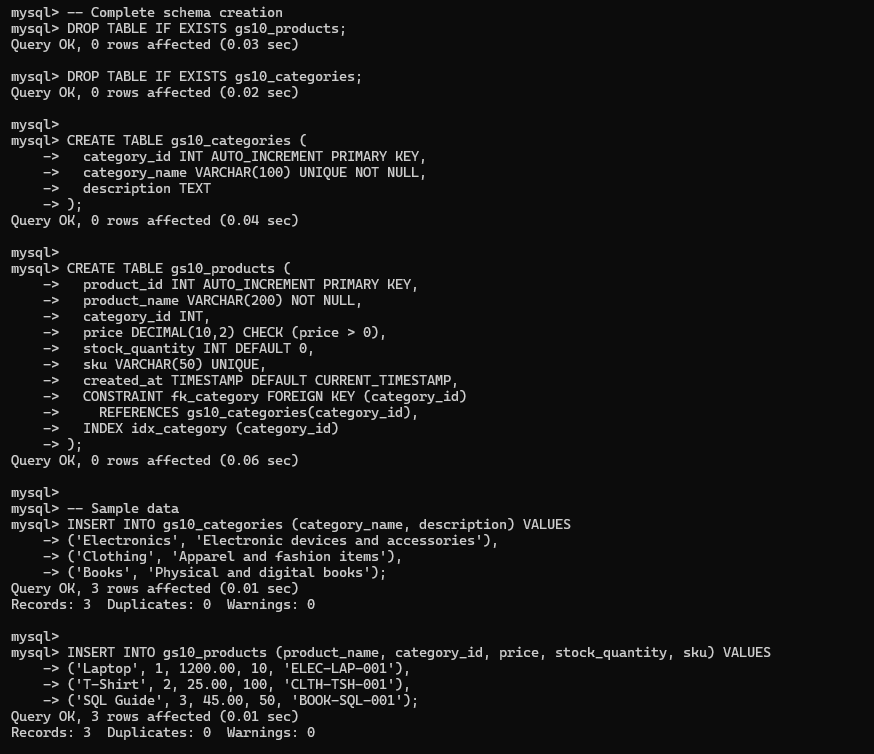 mysql> -- Complete schema creation
mysql> DROP TABLE IF EXISTS gs10_products;
Query OK, 0 rows affected (0.03 sec)

mysql> DROP TABLE IF EXISTS gs10_categories;
Query OK, 0 rows affected (0.02 sec)

mysql>
mysql> CREATE TABLE gs10_categories (
    ->   category_id INT AUTO_INCREMENT PRIMARY KEY,
    ->   category_name VARCHAR(100) UNIQUE NOT NULL,
    ->   description TEXT
    -> );
Query OK, 0 rows affected (0.04 sec)

mysql>
mysql> CREATE TABLE gs10_products (
    ->   product_id INT AUTO_INCREMENT PRIMARY KEY,
    ->   product_name VARCHAR(200) NOT NULL,
    ->   category_id INT,
    ->   price DECIMAL(10,2) CHECK (price > 0),
    ->   stock_quantity INT DEFAULT 0,
    ->   sku VARCHAR(50) UNIQUE,
    ->   created_at TIMESTAMP DEFAULT CURRENT_TIMESTAMP,
    ->   CONSTRAINT fk_category FOREIGN KEY (category_id)
    ->     REFERENCES gs10_categories(category_id),
    ->   INDEX idx_category (category_id)
    -> );
Query OK, 0 rows affected (0.06 sec)

mysql>
mysql> -- Sample data
mysql> INSERT INTO gs10_categories (category_name, description) VALUES
    -> ('Electronics', 'Electronic devices and accessories'),
    -> ('Clothing', 'Apparel and fashion items'),
    -> ('Books', 'Physical and digital books');
Query OK, 3 rows affected (0.01 sec)
Records: 3  Duplicates: 0  Warnings: 0

mysql>
mysql> INSERT INTO gs10_products (product_name, category_id, price, stock_quantity, sku) VALUES
    -> ('Laptop', 1, 1200.00, 10, 'ELEC-LAP-001'),
    -> ('T-Shirt', 2, 25.00, 100, 'CLTH-TSH-001'),
    -> ('SQL Guide', 3, 45.00, 50, 'BOOK-SQL-001');
Query OK, 3 rows affected (0.01 sec)
Records: 3  Duplicates: 0  Warnings: 0